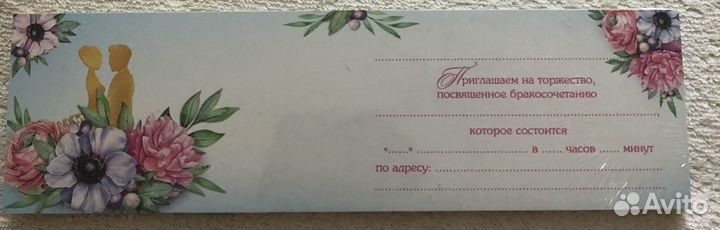 Приглашаем на торжество,
посвященное бракосочетанию
которое состоится
«......» .............................. в ...... часов ...... минут
по адресу: ..............................
Avito